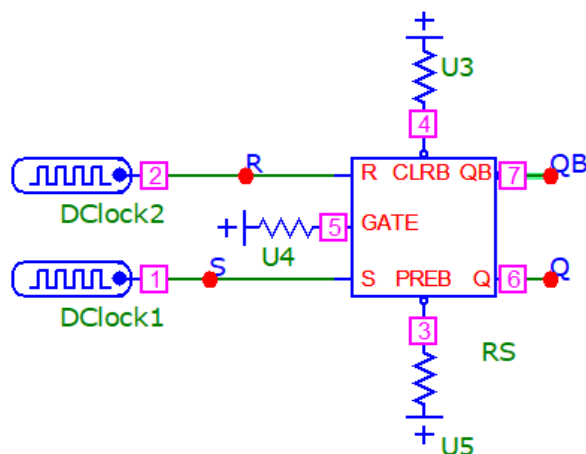 U3
4
2
R
R
CLRB
QB
7
QB
DClock2
+
5
GATE
U4
1
S
S
PREB
Q
6
Q
DClock1
3
RS
+
U5